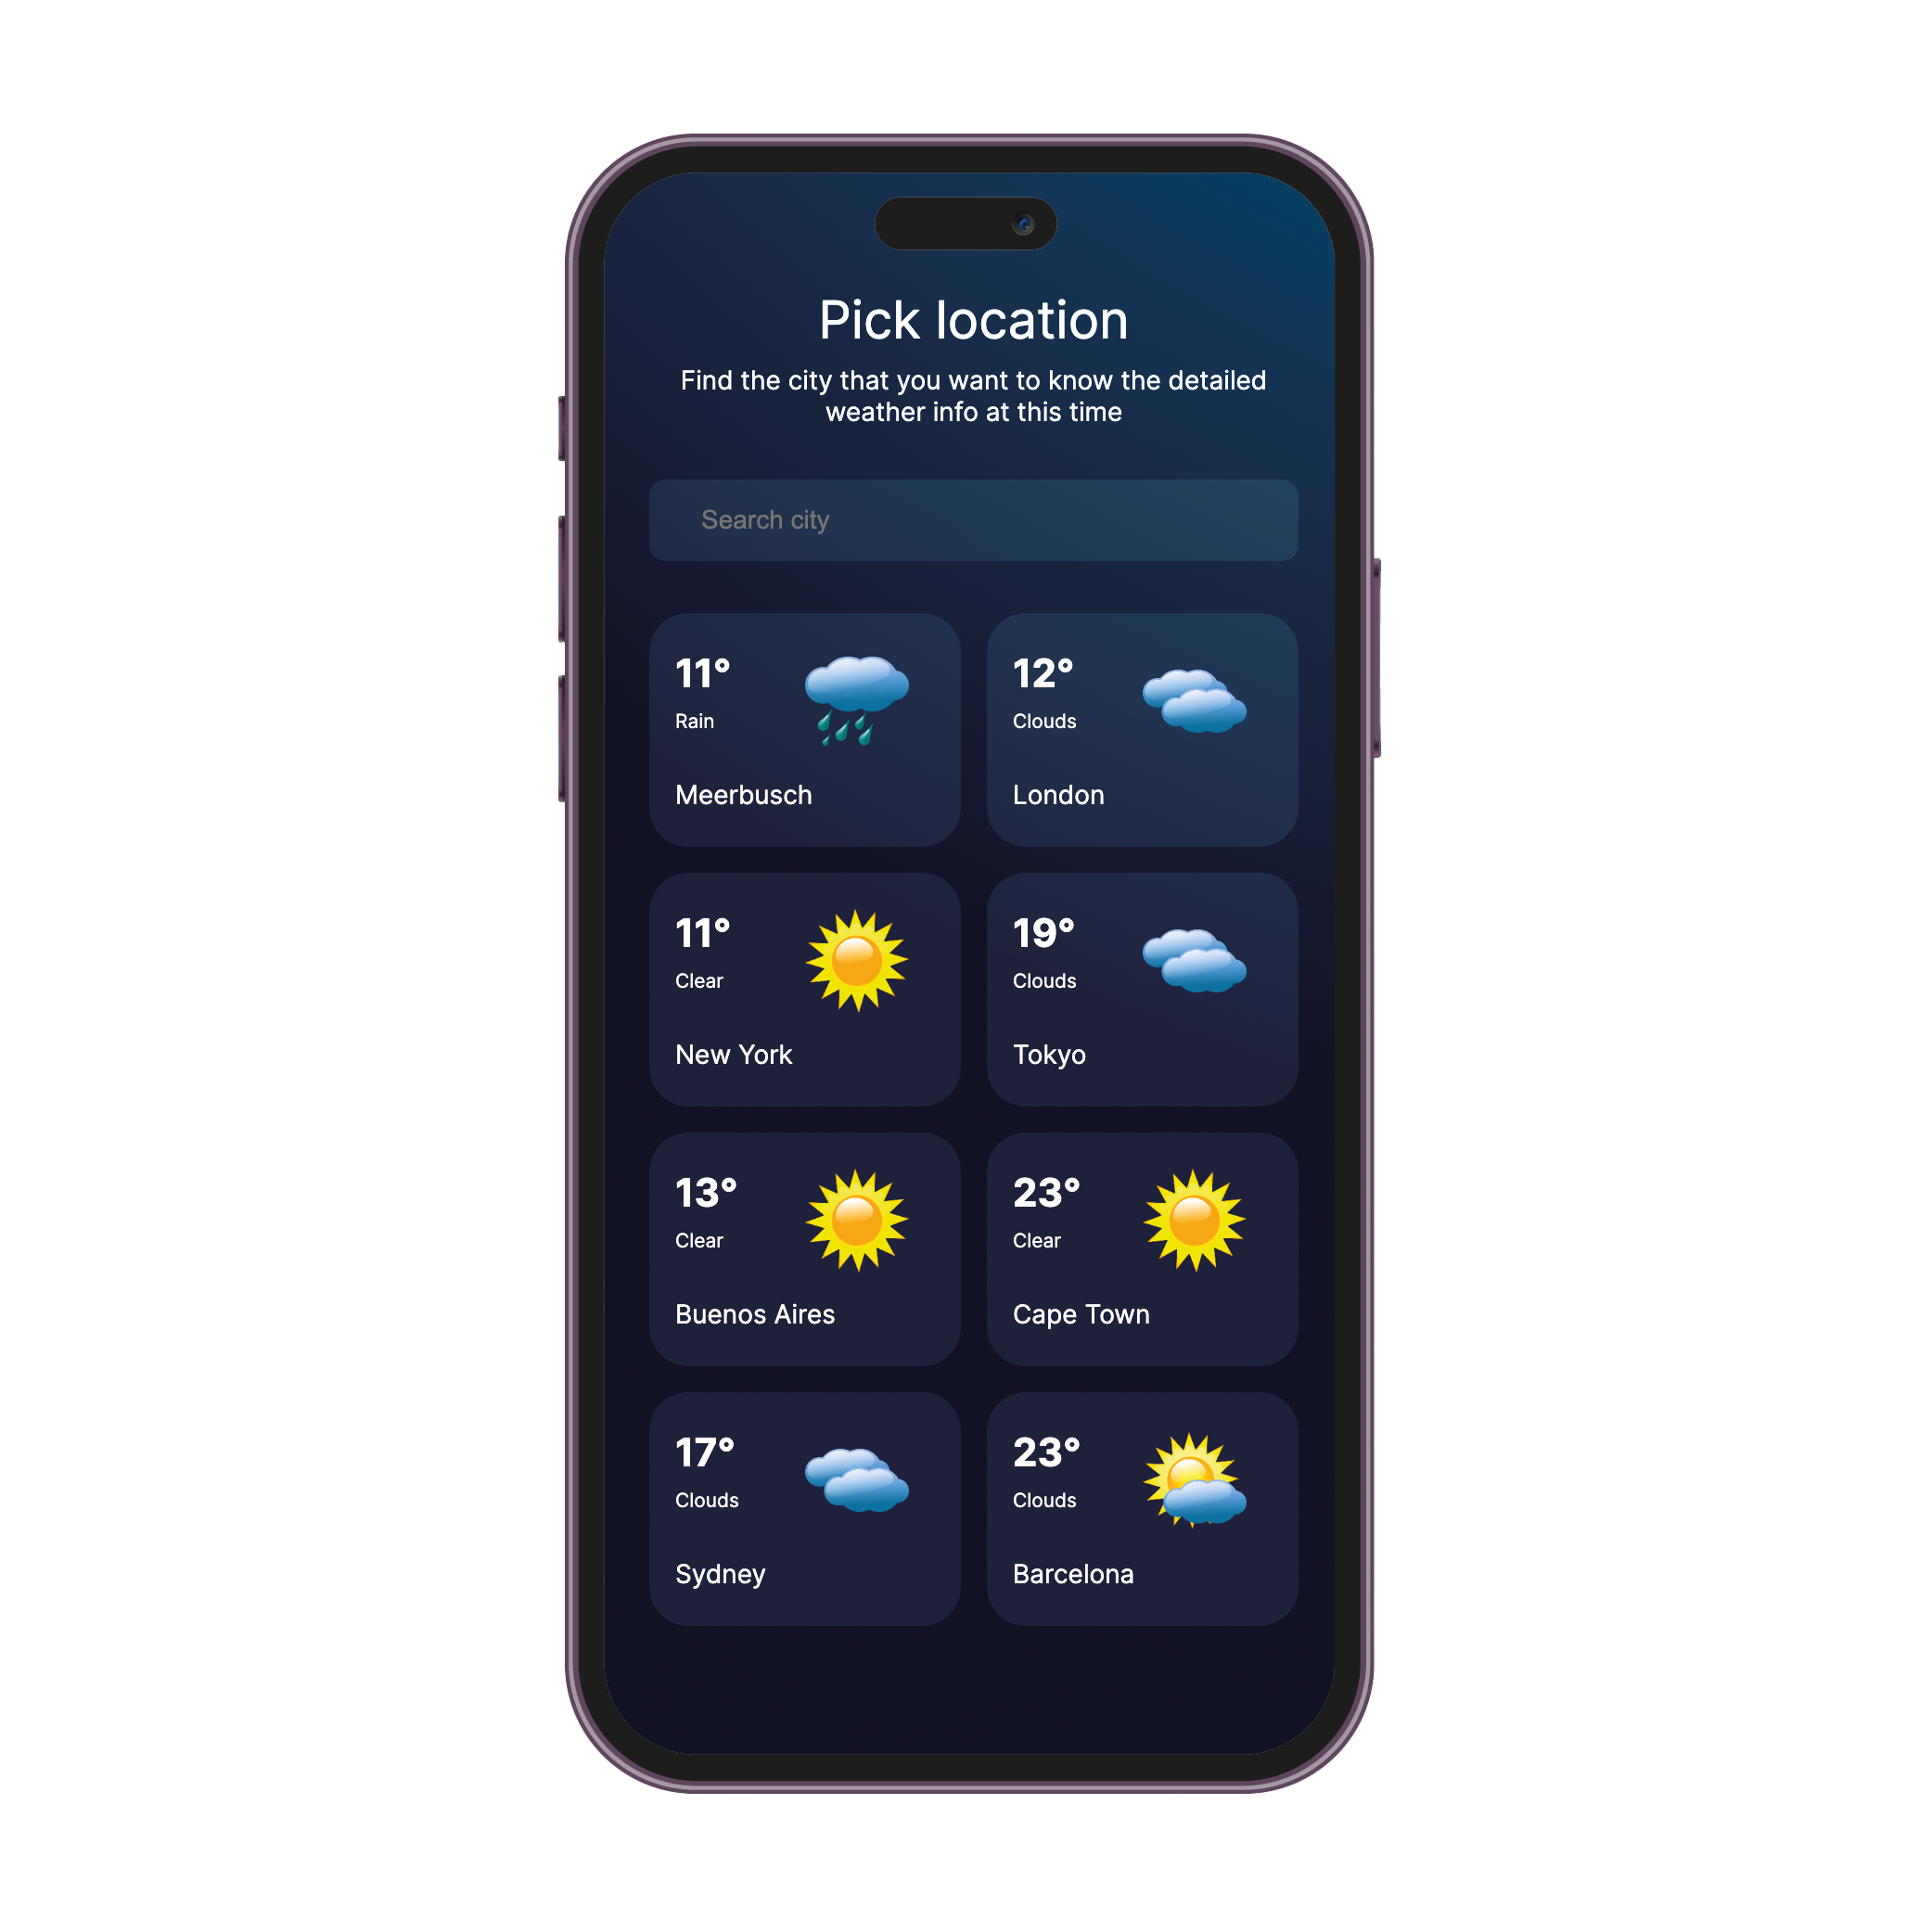 Pick location
Find the city that you want to know the detailed
weather info at this time
Search city
11°
Rain
Meerbusch
12°
Clouds
London
11°
Clear
New York
19°
Clouds
Tokyo
13°
Clear
Buenos Aires
23°
Clear
Cape Town
17°
Clouds
Sydney
23°
Clouds
Barcelona